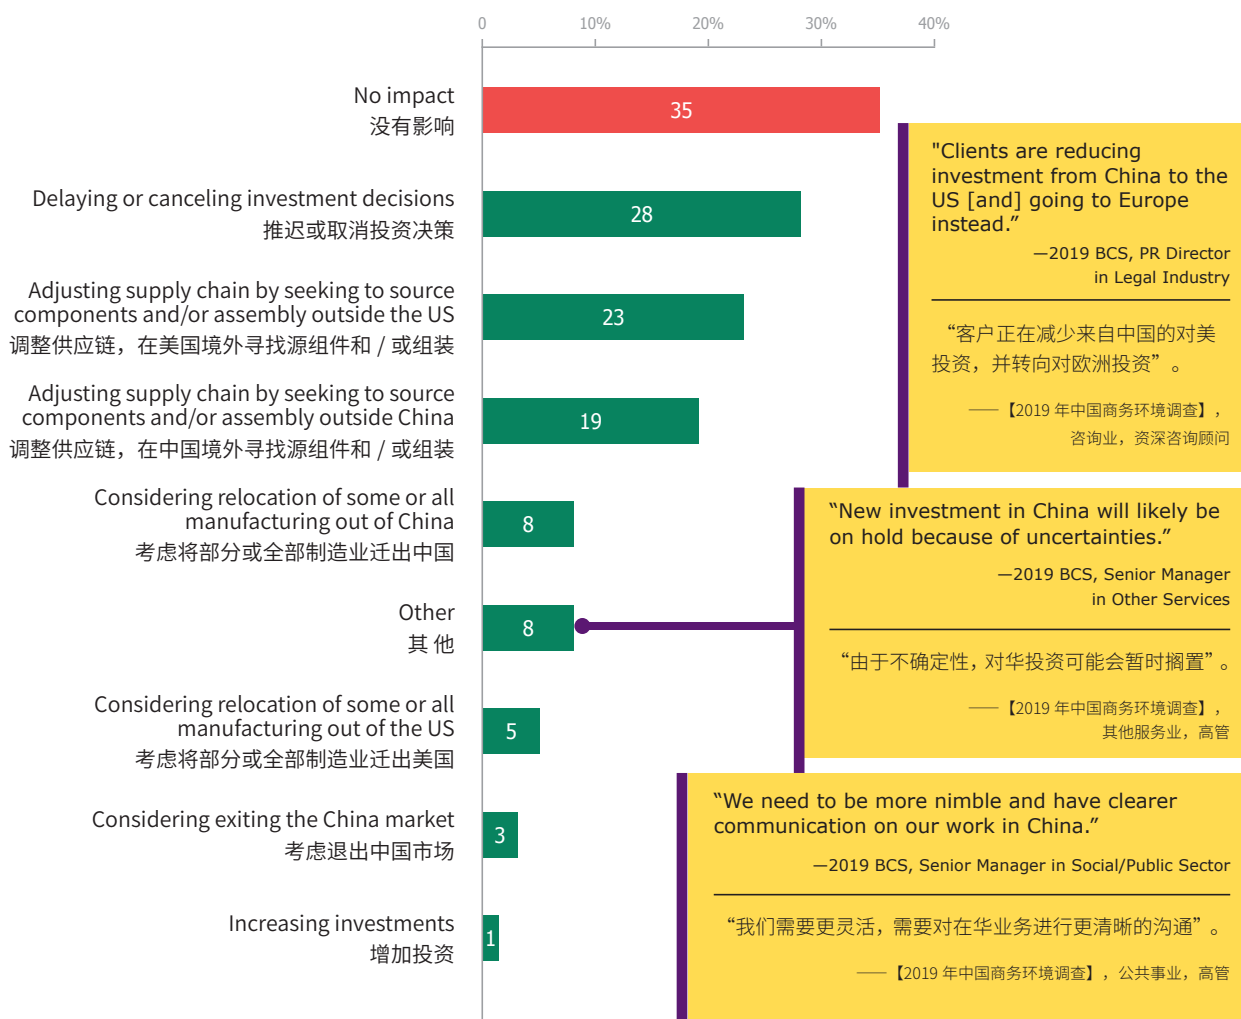 0
10%
20%
30%
40%
No impact
没有影响
35
Delaying or canceling investment decisions
推迟或取消投资决策
28
Adjusting supply chain by seeking to source
components and/or assembly outside the US
调整供应链，在美国境外寻找源组件和 / 或组装
23
Adjusting supply chain by seeking to source
components and/or assembly outside China
调整供应链，在中国境外寻找源组件和 / 或组装
19
Considering relocation of some or all
manufacturing out of China
考虑将部分或全部制造业迁出中国
8
Other
其 他
8
Considering relocation of some or all
manufacturing out of the US
考虑将部分或全部制造业迁出美国
5
Considering exiting the China market
考虑退出中国市场
3
Increasing investments
增加投资
1
"Clients are reducing
investment from China to the
US [and] going to Europe
instead.”
—2019 BCS, PR Director
in Legal Industry
“客户正在减少来自中国的对美
投资，并转向对欧洲投资”。
——【2019 年中国商务环境调查】，
咨询业，资深咨询顾问
“New investment in China will likely be
on hold because of uncertainties.”
—2019 BCS, Senior Manager
in Other Services
“由于不确定性，对华投资可能会暂时搁置”。
——【2019 年中国商务环境调查】，
其他服务业，高管
“We need to be more nimble and have clearer
communication on our work in China.”
—2019 BCS, Senior Manager in Social/Public Sector
“我们需要更灵活，需要对在华业务进行更清晰的沟通”。
——【2019 年中国商务环境调查】，公共事业，高管